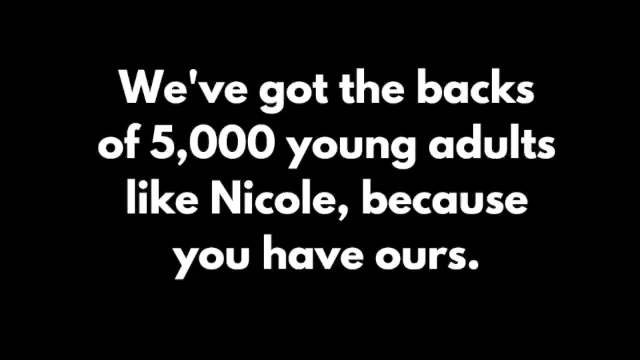 We've got the backs
of 5,000 young adults
like Nicole, because
you have ours.